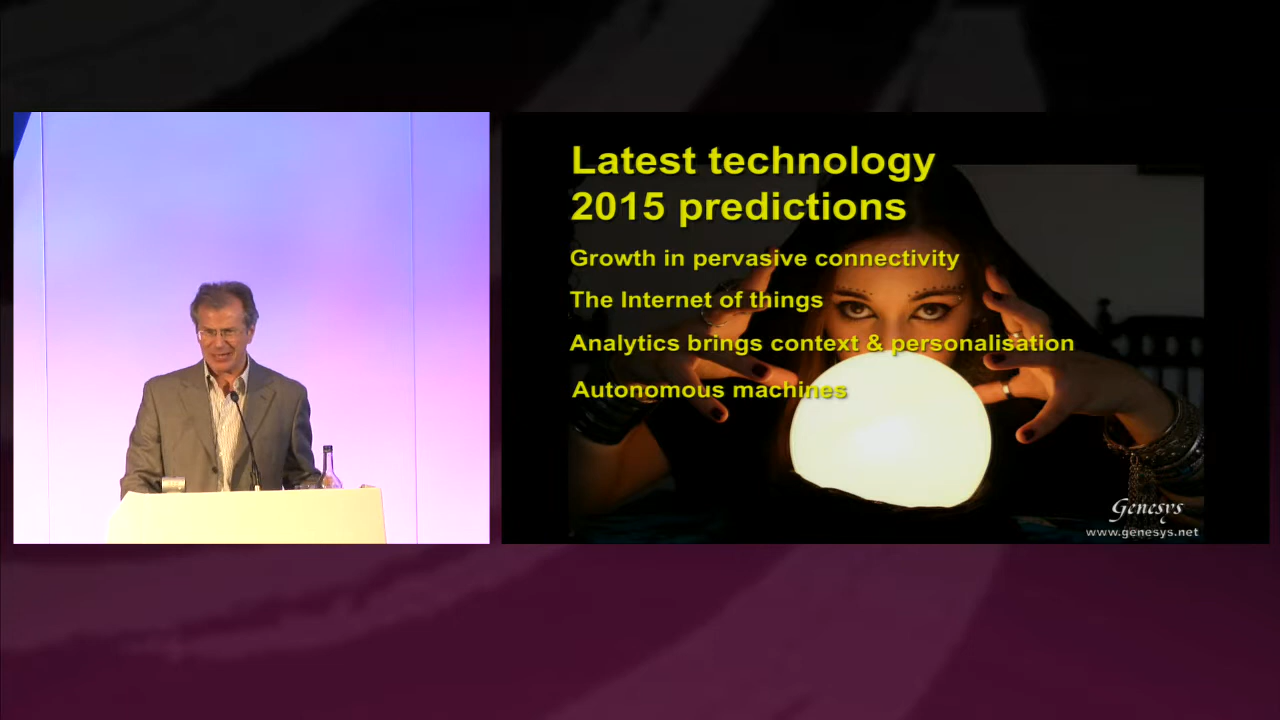 Latest technology
2015 predictions
Growth in pervasive connectivity
The Internet of things
Analytics brings context & personalisation
Autonomous machines
Genesys
www.genesys.net